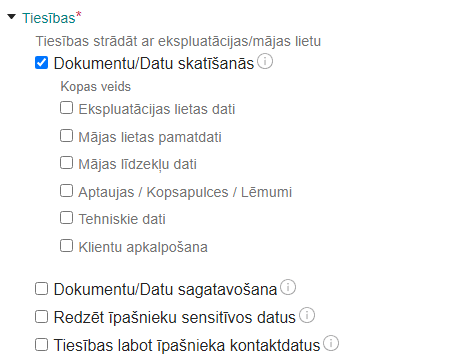 Tiesības*
Tiesības strādāt ar ekspluatācijas/mājas lietu
Dokumentu/Datu skatīšanās
Kopas veids
Ekspluatācijas lietas dati
Mājas lietas pamatdati
Mājas līdzekļu dati
Aptaujas / Kopsapulces / Lēmumi
Tehniskie dati
Klientu apkalpošana
Dokumentu/Datu sagatavošana
Redzēt īpašnieku sensitīvos datus
Tiesības labot īpašnieka kontaktdatus